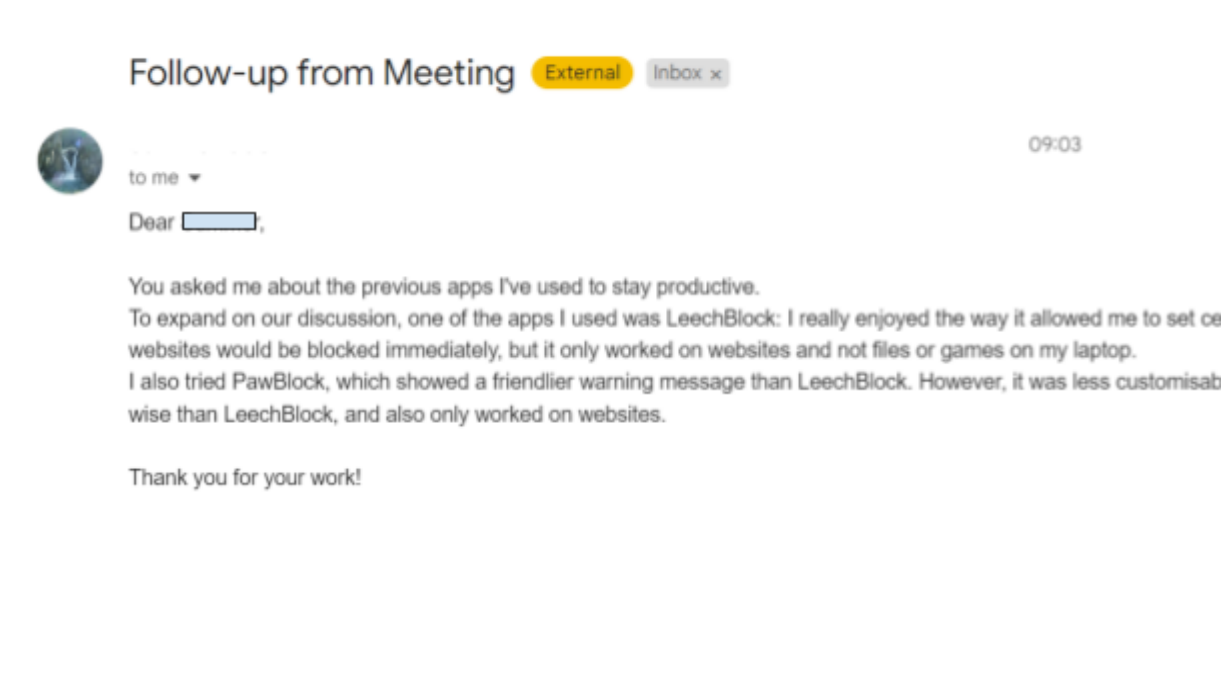 Follow-up from Meeting External Inbox ×
09:03
to me
Dear ,
You asked me about the previous apps I've used to stay productive.
To expand on our discussion, one of the apps I used was LeechBlock: I really enjoyed the way it allowed me to set ce
websites would be blocked immediately, but it only worked on websites and not files or games on my laptop.
I also tried PawBlock, which showed a friendlier warning message than LeechBlock. However, it was less customisab
wise than LeechBlock, and also only worked on websites.
Thank you for your work!